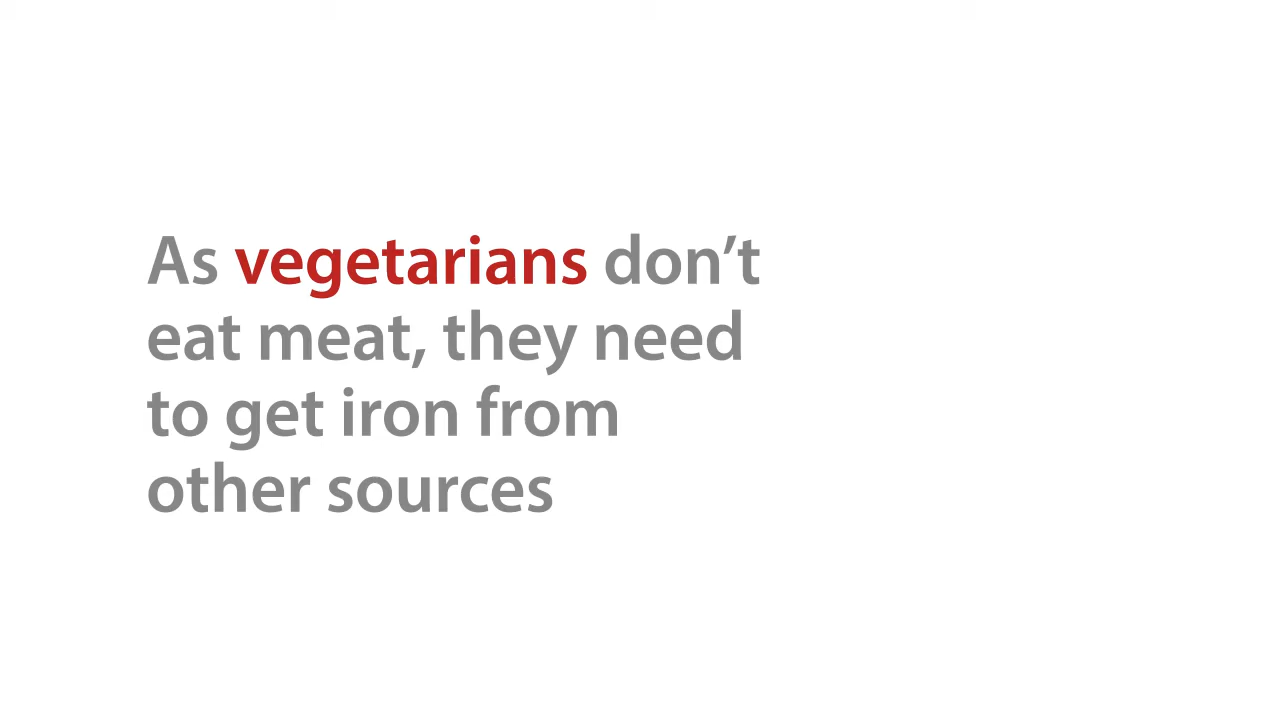 As vegetarians don’t
eat meat, they need
to get iron from
other sources